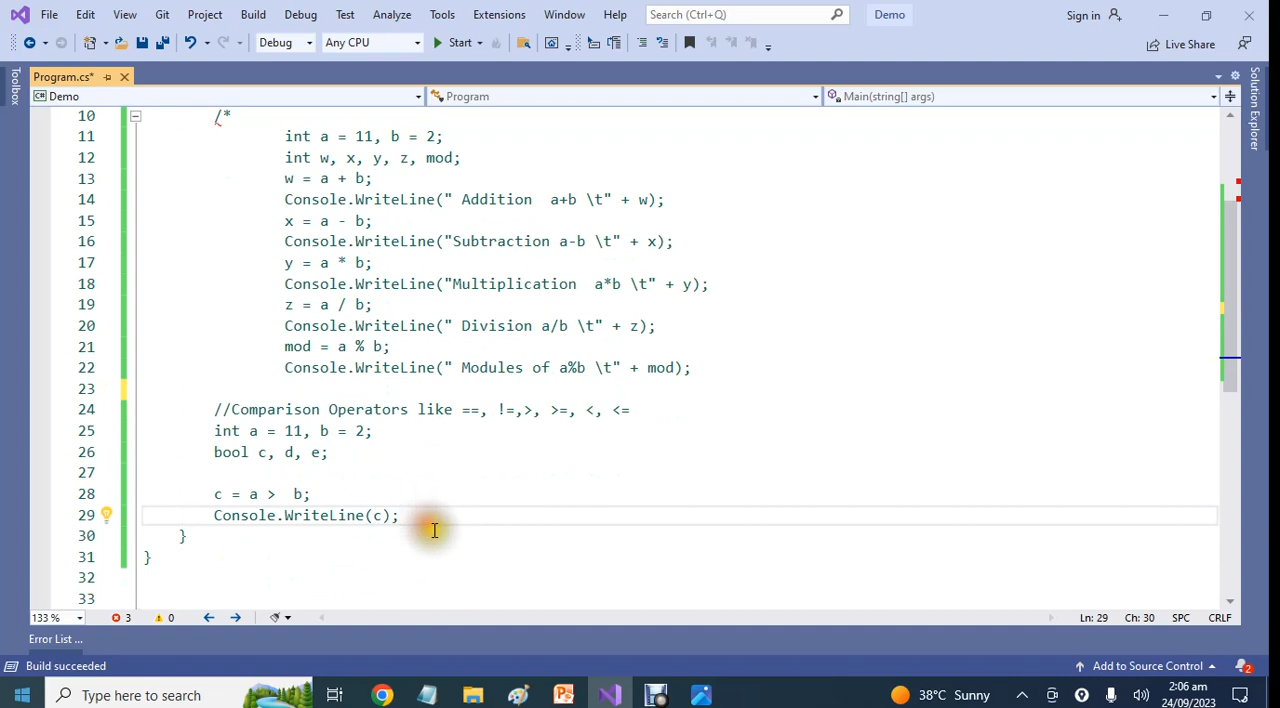 File Edit View Git Project Build Debug Test Analyze Tools Extensions Window Help Search (Ctrl+Q) Demo Sign in
Debug Any CPU Start Live Share
Toolbox
Program.cs*
Solution Explorer
Demo Program Main(string[] args)
10 /*
11 int a = 11, b = 2;
12 int w, x, y, z, mod;
13 w = a + b;
14 Console.WriteLine(" Addition  a+b \t" + w);
15 x = a - b;
16 Console.WriteLine("Subtraction a-b \t" + x);
17 y = a * b;
18 Console.WriteLine("Multiplication  a*b \t" + y);
19 z = a / b;
20 Console.WriteLine(" Division a/b \t" + z);
21 mod = a % b;
22 Console.WriteLine(" Modules of a%b \t" + mod);
23
24 //Comparison Operators like ==, !=,>, >=, <, <=
25 int a = 11, b = 2;
26 bool c, d, e;
27
28 c = a >  b;
29 Console.WriteLine(c);
30 }
31 }
32
33
133 % 3 0 Ln: 29 Ch: 30 SPC CRLF
Error List ...
Build succeeded Add to Source Control 2
Type here to search 38°C Sunny 2:06 am
24/09/2023